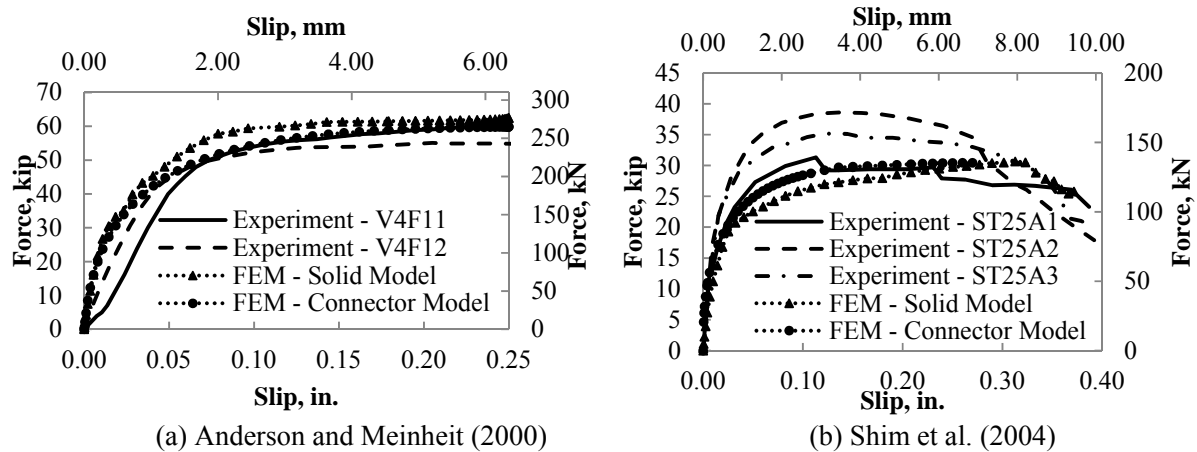 Slip, mm
0.00 2.00 4.00 6.00
70
60
50
40
30
20
10
0
Force, kip
300
250
200
150
100
50
0
Force, kN
Experiment - V4F11
Experiment - V4F12
FEM - Solid Model
FEM - Connector Model
0.00 0.05 0.10 0.15 0.20 0.25
Slip, in.
(a) Anderson and Meinheit (2000)
Slip, mm
0.00 2.00 4.00 6.00 8.00 10.00
45
40
35
30
25
20
15
10
5
0
Force, kip
200
150
100
50
0
Force, kN
Experiment - ST25A1
Experiment - ST25A2
Experiment - ST25A3
FEM - Solid Model
FEM - Connector Model
0.00 0.10 0.20 0.30 0.40
Slip, in.
(b) Shim et al. (2004)